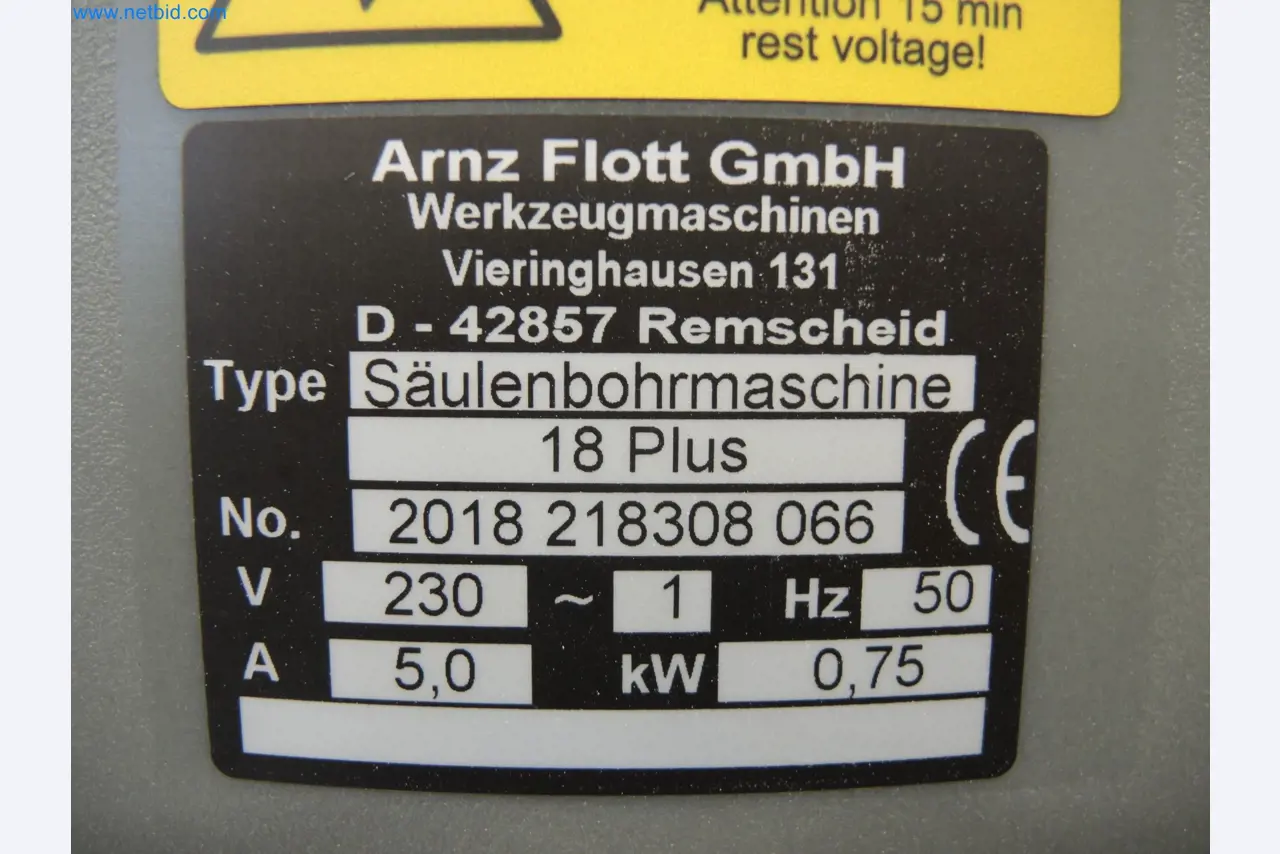 www.netbid.com
Attention 15 min
rest voltage!
Arnz Flott GmbH
Werkzeugmaschinen
Vieringhausen 131
D - 42857 Remscheid
Type Säulenbohrmaschine
18 Plus
CE
No. 2018 218308 066
V 230 ~ 1 Hz 50
A 5,0 kW 0,75